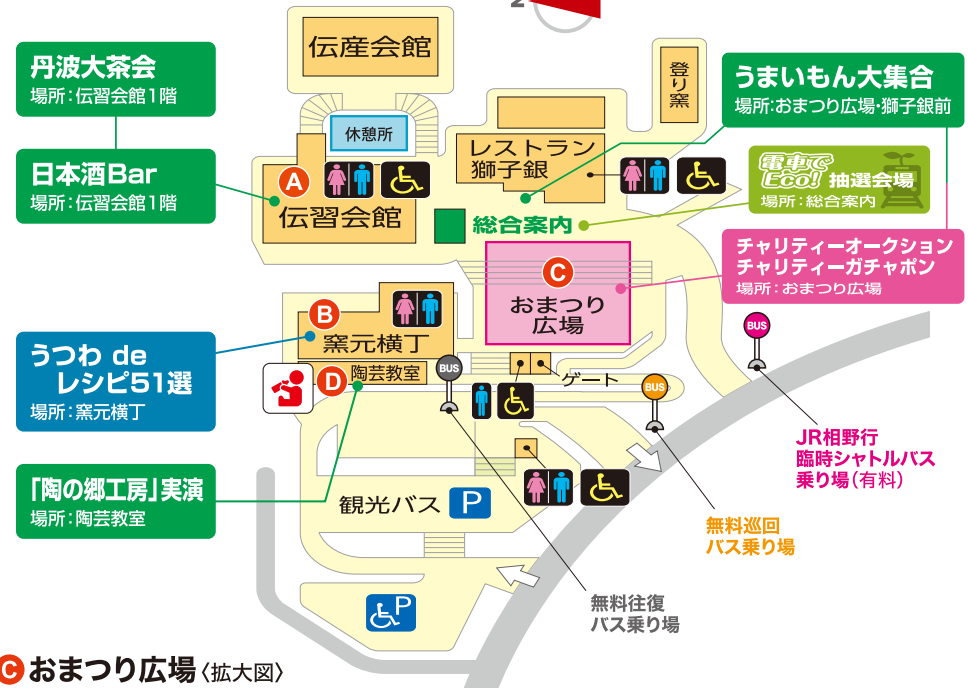 2
伝産会館
登り窯
丹波大茶会
場所:伝習会館1階
うまいもん大集合
場所:おまつり広場・獅子銀前
休憩所
レストラン
獅子銀
日本酒Bar
場所:伝習会館1階
A
伝習会館
電車で
Eco! 抽選会場
場所:総合案内
総合案内
チャリティーオークション
チャリティーガチャポン
場所:おまつり広場
C
おまつり
広場
B
窯元横丁
うつわ de
レシピ51選
場所:窯元横丁
D
陶芸教室
BUS
ゲート
BUS
BUS
JR相野行
臨時シャトルバス
乗り場(有料)
「陶の郷工房」実演
場所:陶芸教室
観光バス P
無料巡回
バス乗り場
無料往復
バス乗り場
P
C おまつり広場〈拡大図〉